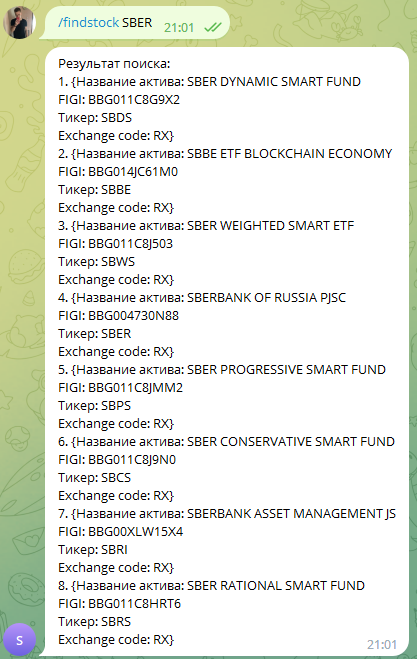 /findstock SBER 21:01
Результат поиска:
1. {Название актива: SBER DYNAMIC SMART FUND
FIGI: BBG011C8G9X2
Тикер: SBDS
Exchange code: RX}
2. {Название актива: SBBE ETF BLOCKCHAIN ECONOMY
FIGI: BBG014JC61M0
Тикер: SBBE
Exchange code: RX}
3. {Название актива: SBER WEIGHTED SMART ETF
FIGI: BBG011C8J503
Тикер: SBWS
Exchange code: RX}
4. {Название актива: SBERBANK OF RUSSIA PJSC
FIGI: BBG004730N88
Тикер: SBER
Exchange code: RX}
5. {Название актива: SBER PROGRESSIVE SMART FUND
FIGI: BBG011C8JMM2
Тикер: SBPS
Exchange code: RX}
6. {Название актива: SBER CONSERVATIVE SMART FUND
FIGI: BBG011C8J9N0
Тикер: SBCS
Exchange code: RX}
7. {Название актива: SBERBANK ASSET MANAGEMENT JS
FIGI: BBG00XLW15X4
Тикер: SBRI
Exchange code: RX}
8. {Название актива: SBER RATIONAL SMART FUND
FIGI: BBG011C8HRT6
Тикер: SBRS
Exchange code: RX}
S
21:01